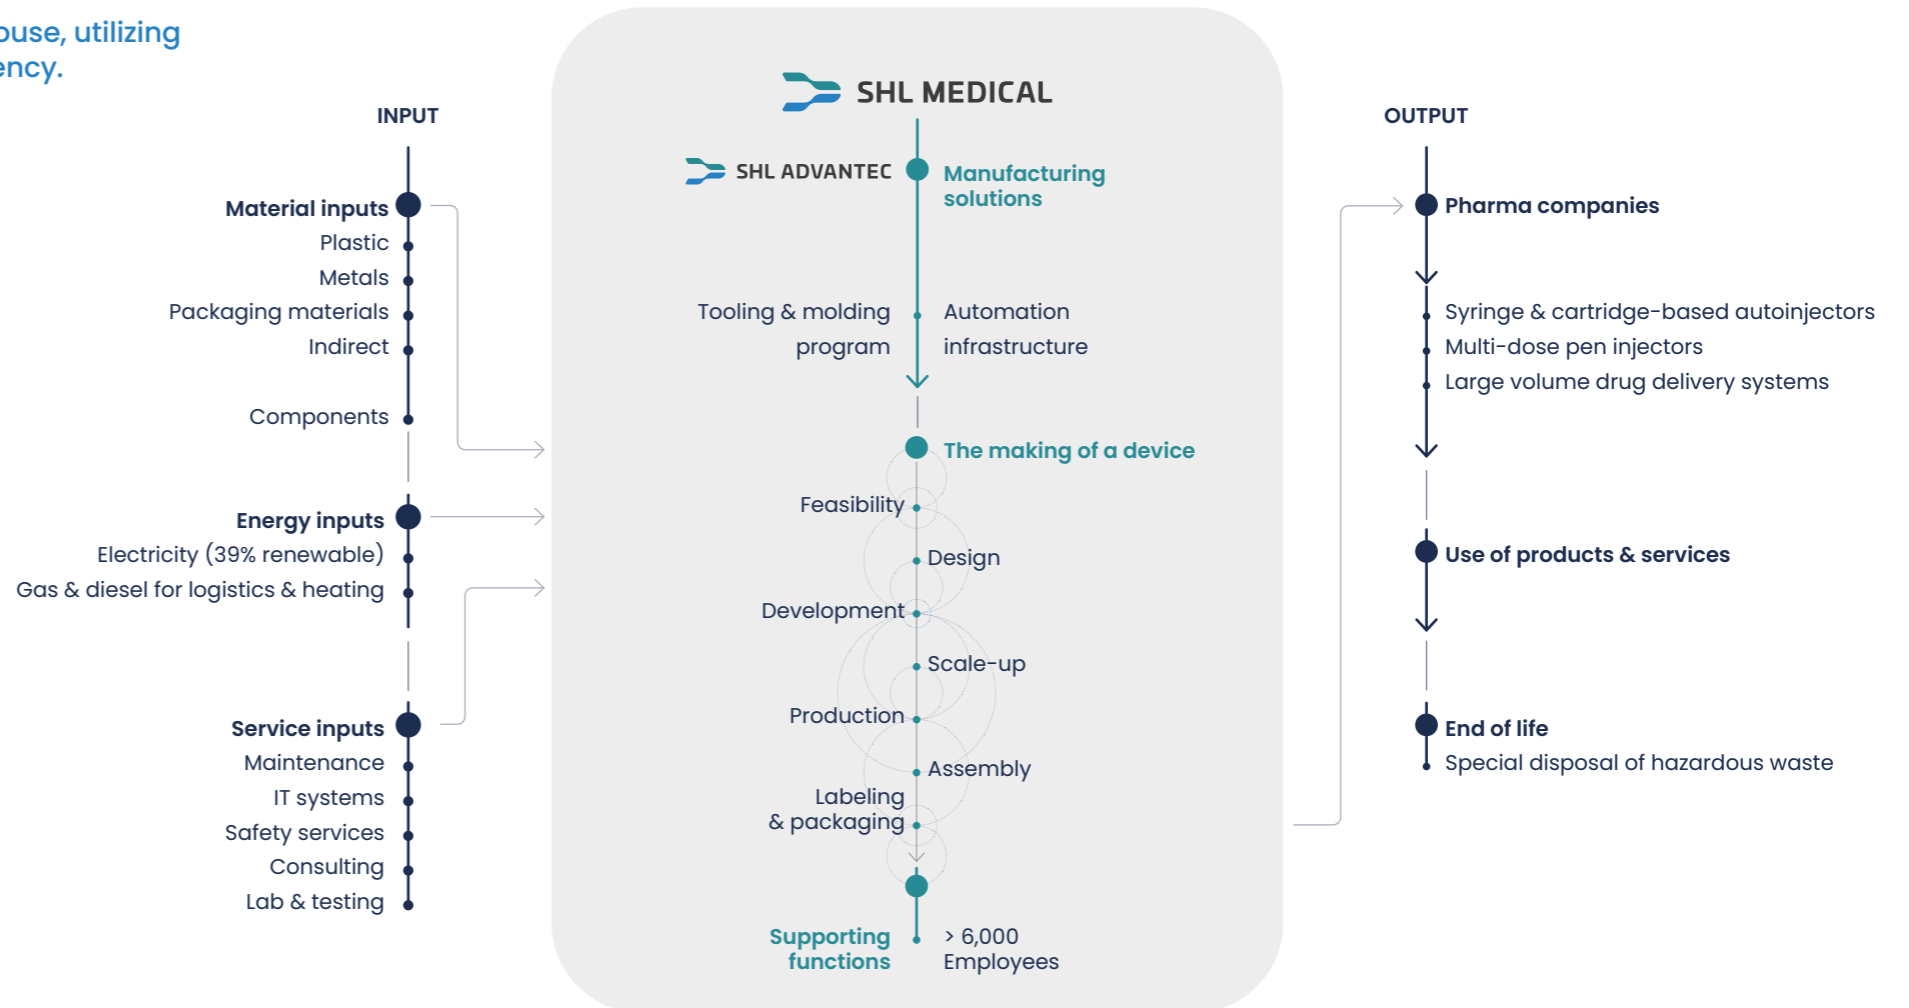 ouse, utilizing
ency.
INPUT
Material inputs
Plastic
Metals
Packaging materials
Indirect
Components
Energy inputs
Electricity (39% renewable)
Gas & diesel for logistics & heating
Service inputs
Maintenance
IT systems
Safety services
Consulting
Lab & testing
SHL MEDICAL
SHL ADVANTEC
Manufacturing
solutions
Tooling & molding
program
Automation
infrastructure
The making of a device
Feasibility
Design
Development
Scale-up
Production
Assembly
Labeling
& packaging
Supporting
functions
> 6,000
Employees
OUTPUT
Pharma companies
Syringe & cartridge-based autoinjectors
Multi-dose pen injectors
Large volume drug delivery systems
Use of products & services
End of life
Special disposal of hazardous waste